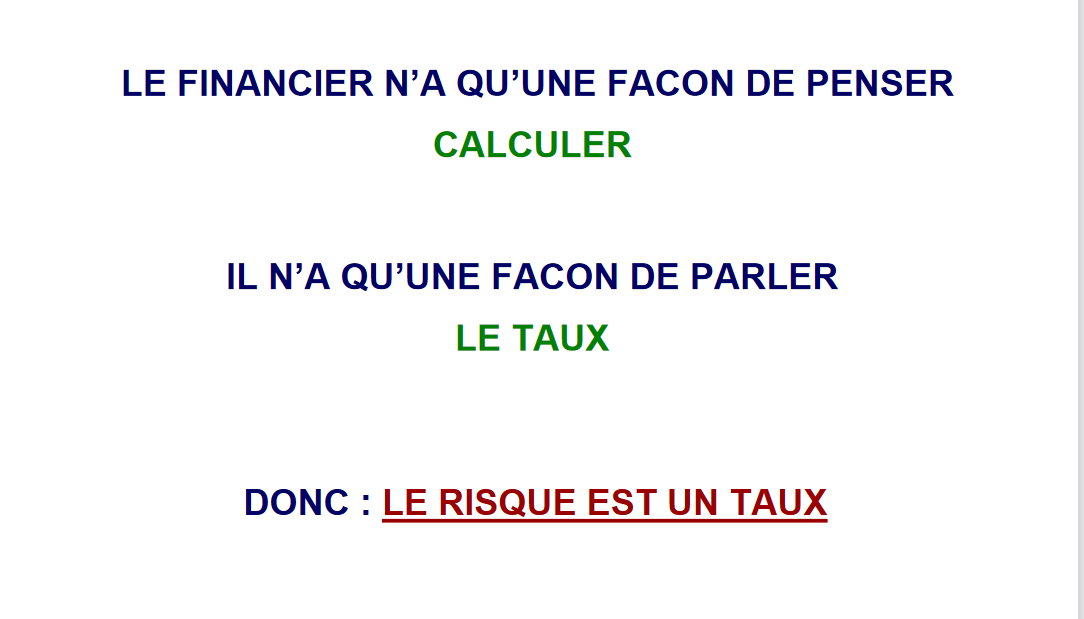 LE FINANCIER N’A QU’UNE FACON DE PENSER
CALCULER
IL N’A QU’UNE FACON DE PARLER
LE TAUX
DONC : LE RISQUE EST UN TAUX